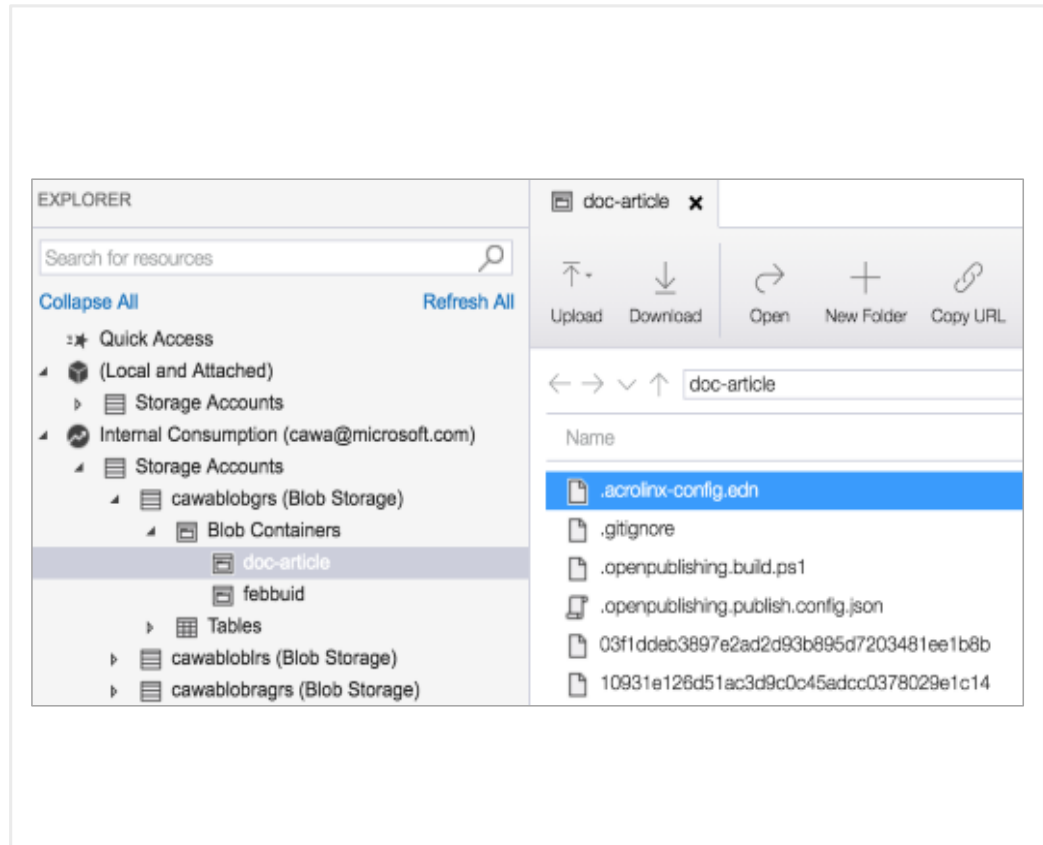 EXPLORER
Search for resources
Collapse All
Refresh All
Quick Access
(Local and Attached)
Storage Accounts
Internal Consumption (cawa@microsoft.com)
Storage Accounts
cawablobgrs (Blob Storage)
Blob Containers
doc-article
febbuid
Tables
cawabloblrs (Blob Storage)
cawablobragrs (Blob Storage)
doc-article
Upload
Download
Open
New Folder
Copy URL
doc-article
Name
.acrolinx-config.edn
.gitignore
.openpublishing.build.ps1
.openpublishing.publish.config.json
03f1ddeb3897e2ad2d93b895d7203481ee1b8b
10931e126d51ac3d9c0c45adcc0378029e1c14